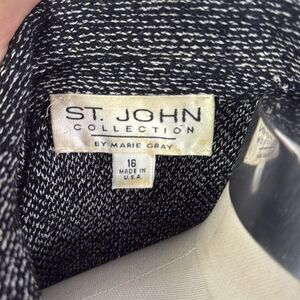 ST. JOHN
COLLECTION
BY MARIE GRAY
16
MADE IN
U.S.A.